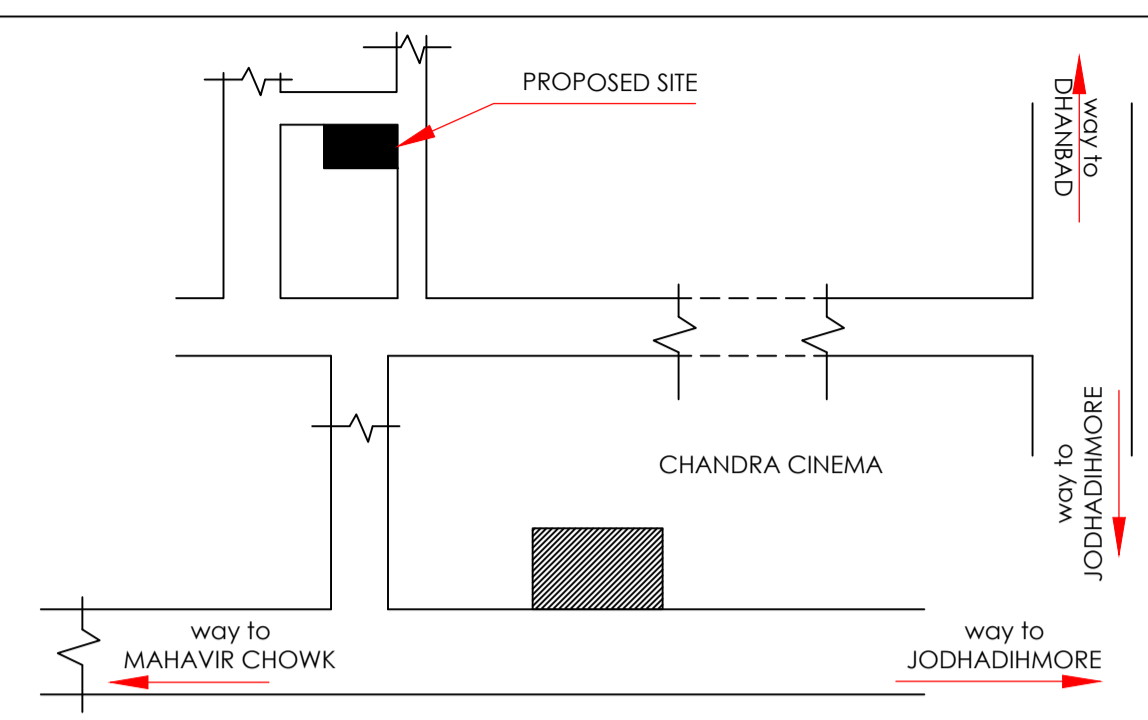 PROPOSED SITE
way to
DHANBAD
CHANDRA CINEMA
way to
JODHADIHMORE
way to
MAHAVIR CHOWK
way to
JODHADIHMORE